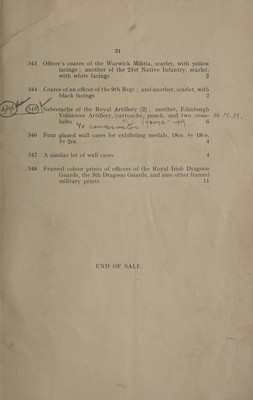 31
343 Officer's coatee of the Warwick Militia, scarlet, with yellow
facings ; another of the 21st Native Infantry, scarlet,
with white facings 2
344 Coatee of an officer of the 9th Regt ; and another, scarlet, with
black facings 2
345 Sabretache of the Royal Artillery (2) ; another, Edinburgh
Volunteer Artillery, cartouche, pouch, and two cross-
belts 6
346 Four glazed wall cases for exhibiting medals, 18in. by 18in.
by 2in. 4
347 A similar lot of wall cases 4
348 Framed colour prints of officers of the Royal Irish Dragoon
Guards, the 8th Dragoon Guards, and nine other framed
military prints 11
END OF SALE.